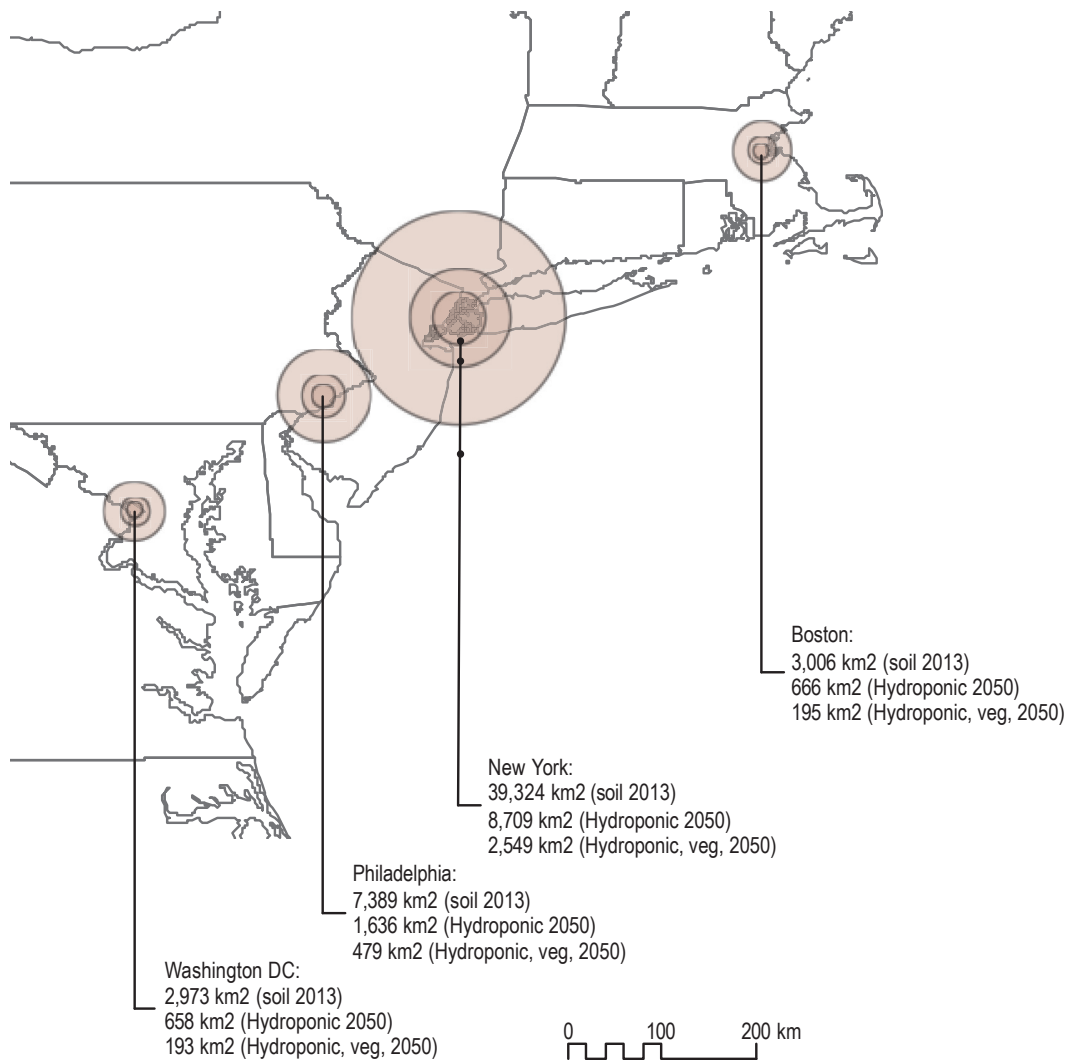 Boston:
3,006 km2 (soil 2013)
666 km2 (Hydroponic 2050)
195 km2 (Hydroponic, veg, 2050)
New York:
39,324 km2 (soil 2013)
8,709 km2 (Hydroponic 2050)
2,549 km2 (Hydroponic, veg, 2050)
Philadelphia:
7,389 km2 (soil 2013)
1,636 km2 (Hydroponic 2050)
479 km2 (Hydroponic, veg, 2050)
Washington DC:
2,973 km2 (soil 2013)
658 km2 (Hydroponic 2050)
193 km2 (Hydroponic, veg, 2050)
0 100 200 km